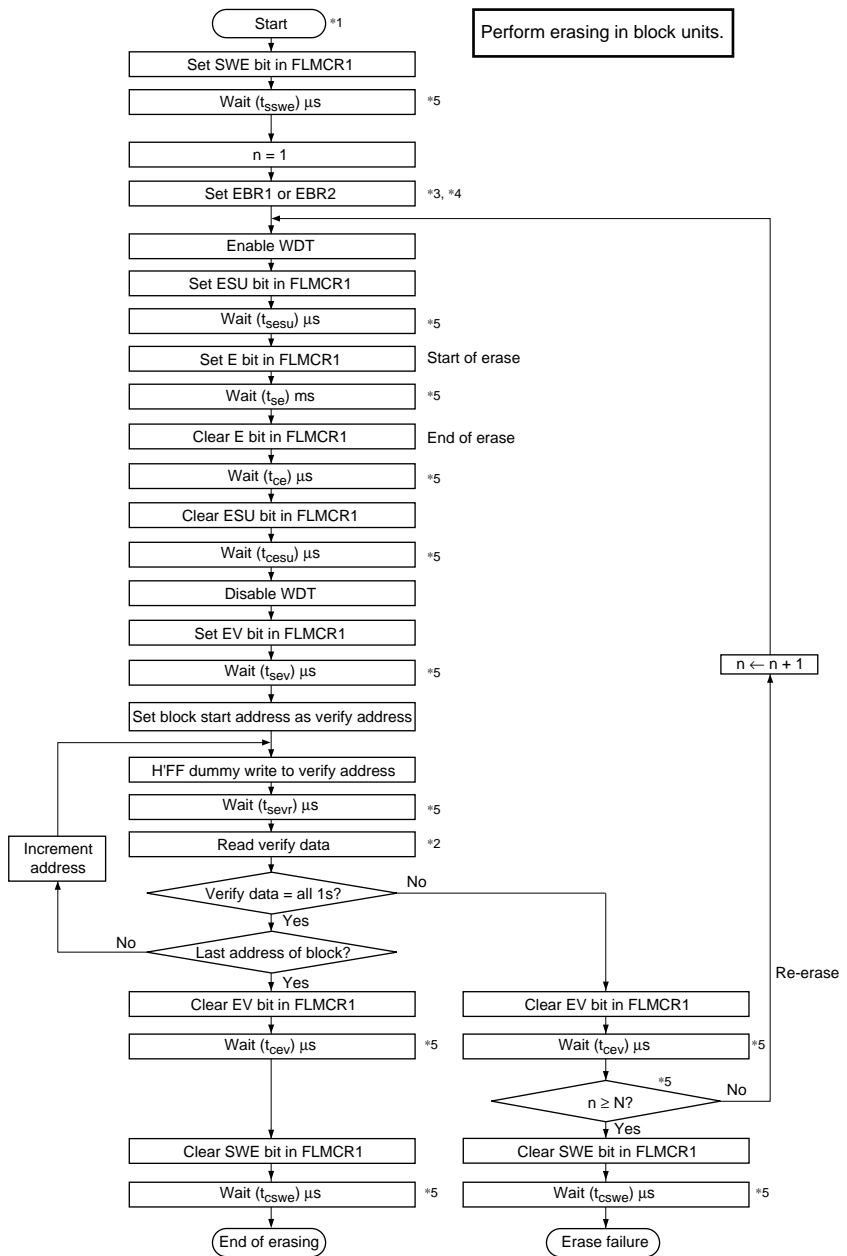 Start *1
Perform erasing in block units.
Set SWE bit in FLMCR1
Wait (tsswe) μs *5
n = 1
Set EBR1 or EBR2 *3, *4
Enable WDT
Set ESU bit in FLMCR1
Wait (tsesu) μs *5
Set E bit in FLMCR1 Start of erase
Wait (tse) ms *5
Clear E bit in FLMCR1 End of erase
Wait (tce) μs *5
Clear ESU bit in FLMCR1
Wait (tcesu) μs *5
Disable WDT
Set EV bit in FLMCR1
Wait (tsev) μs *5
n ← n + 1
Set block start address as verify address
H'FF dummy write to verify address
Wait (tsevr) μs *5
Read verify data *2
Increment
address
Verify data = all 1s?
No
Yes
No
Last address of block?
Yes
Re-erase
Clear EV bit in FLMCR1
Clear EV bit in FLMCR1
Wait (tcev) μs *5
Wait (tcev) μs *5
*5
n ≥ N?
No
Yes
Clear SWE bit in FLMCR1
Clear SWE bit in FLMCR1
Wait (tcswe) μs *5
Wait (tcswe) μs *5
End of erasing
Erase failure